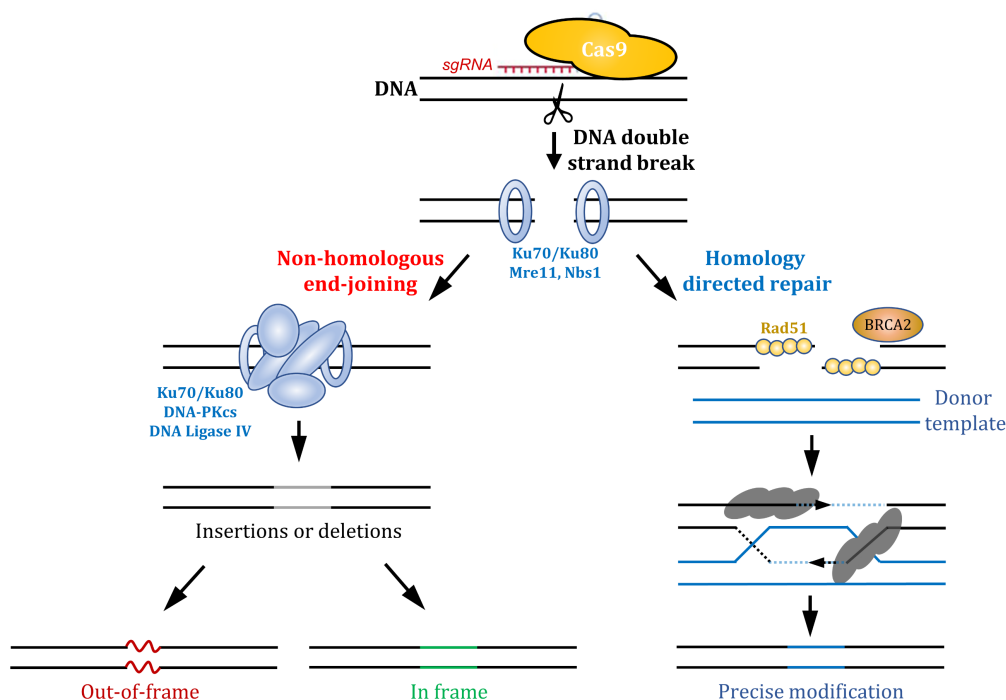 Cas9
sgRNA
DNA
DNA double
strand break
Ku70/Ku80
Mre11, Nbs1
Non-homologous
end-joining
Homology
directed repair
Ku70/Ku80
DNA-PKcs
DNA Ligase IV
Rad51
BRCA2
Donor
template
Insertions or deletions
Out-of-frame
In frame
Precise modification